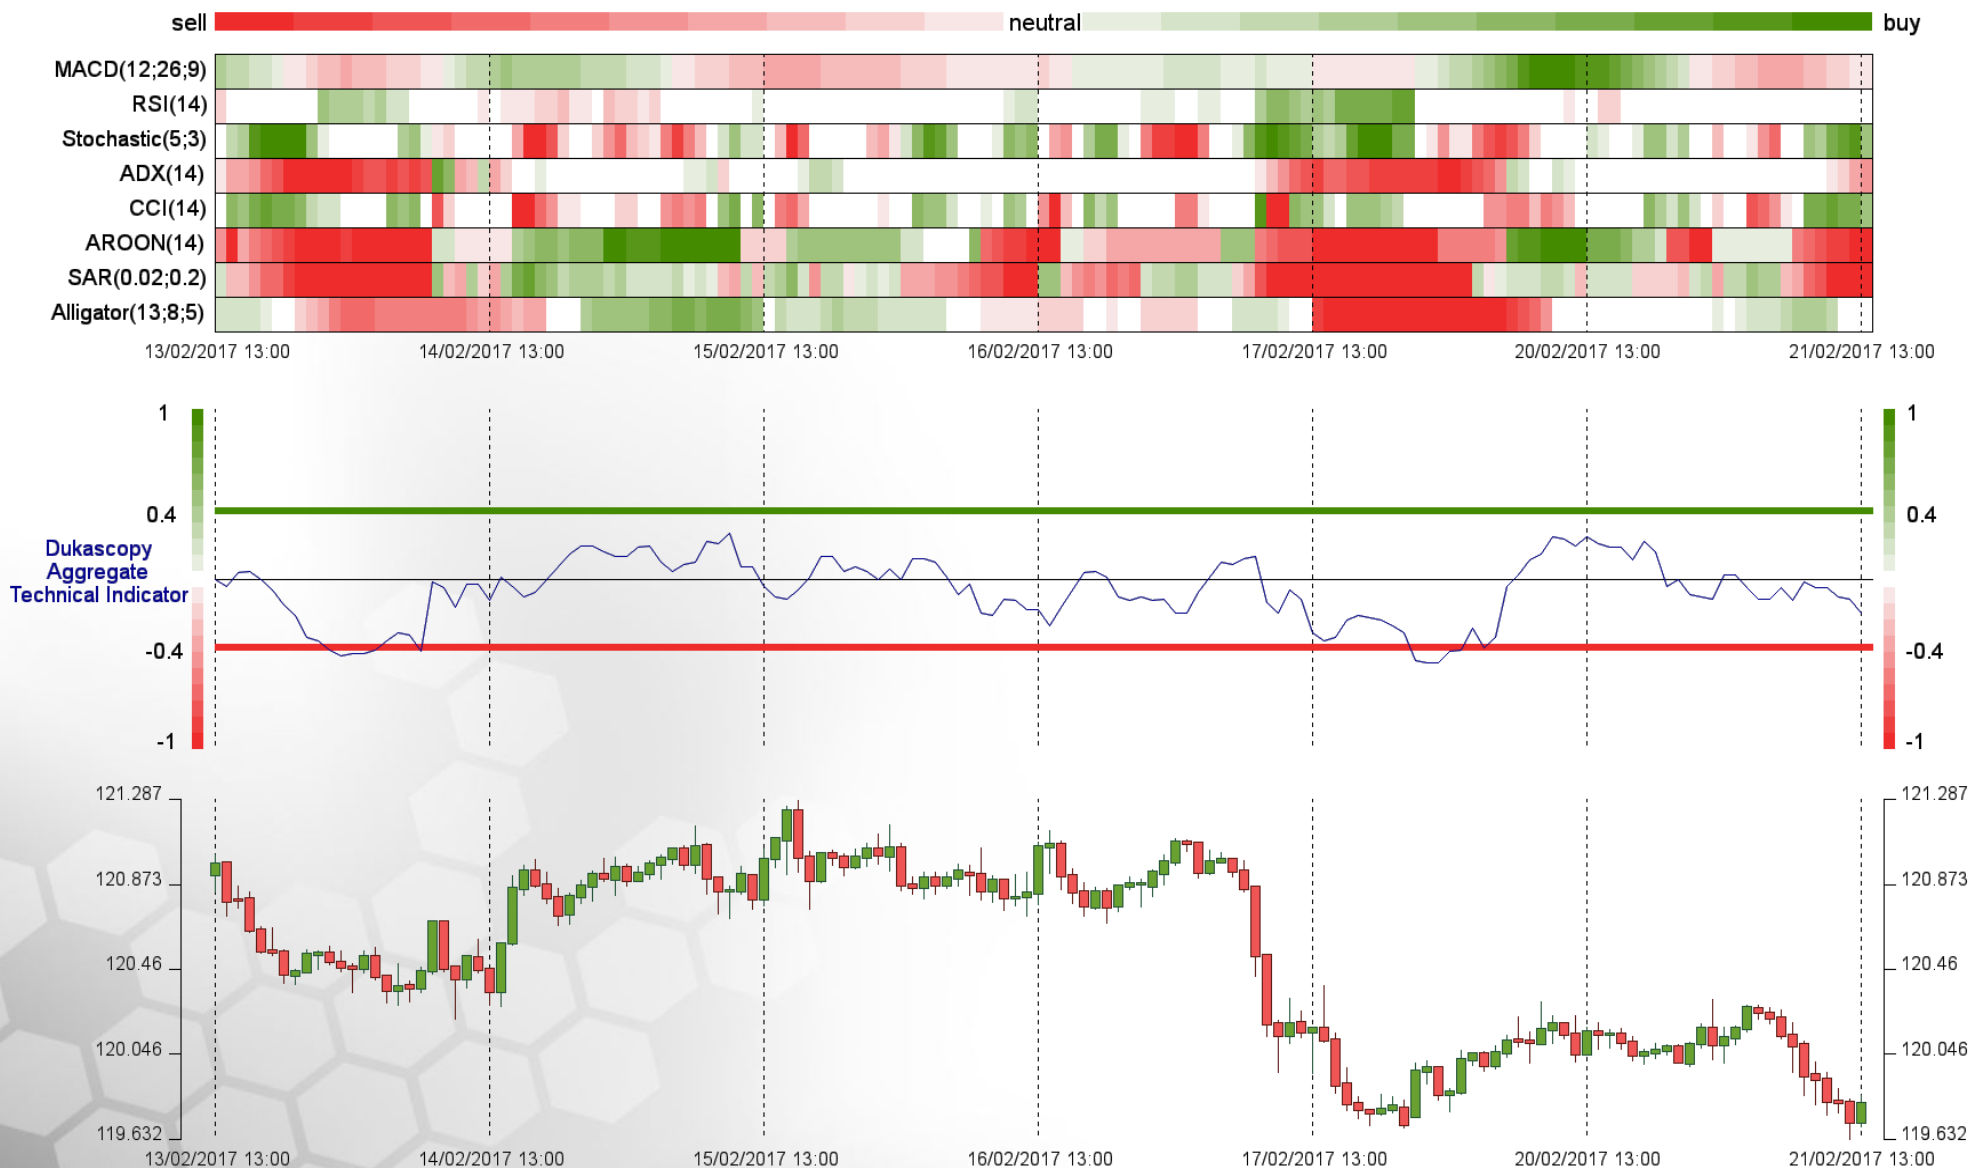 sell neutral buy
MACD(12;26;9)
RSI(14)
Stochastic(5;3)
ADX(14)
CCI(14)
AROON(14)
SAR(0.02;0.2)
Alligator(13;8;5)
13/02/2017 13:00 14/02/2017 13:00 15/02/2017 13:00 16/02/2017 13:00 17/02/2017 13:00 20/02/2017 13:00 21/02/2017 13:00
1 1
0.4 0.4
Dukascopy
Aggregate
Technical Indicator
-0.4 -0.4
-1 -1
121.287 121.287
120.873 120.873
120.46 120.46
120.046 120.046
119.632 119.632
13/02/2017 13:00 14/02/2017 13:00 15/02/2017 13:00 16/02/2017 13:00 17/02/2017 13:00 20/02/2017 13:00 21/02/2017 13:00